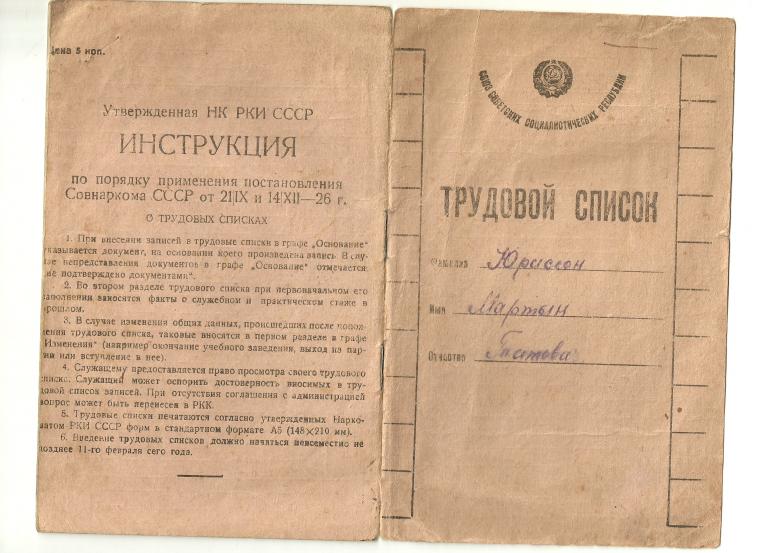 Цена 5 коп.
Утвержденная НК РКИ СССР
ИНСТРУКЦИЯ
по порядку применения постановления
Совнаркома СССР от 21|IX и 14|XII—26 г.
О ТРУДОВЫХ СПИСКАХ
1. При внесении записей в трудовые списки в графе „Основание"
указывается документ, на основании коего произведена запись. В слу-
чае непредставления документов в графе „Основание" отмечается
„не подтверждено документами".
2. Во втором разделе трудового списка при первоначальном его
заполнении заносятся факты о служебном и практическом стаже в
прошлом.
3. В случае изменения общих данных, происшедших после
трудового списка, таковые вносятся в первом разделе в графе
„Изменения" (например окончание учебного заведения, выход из пар-
тии или вступление в нее).
4. Служащему предоставляется право просмотра своего трудового
списка. Служащий может оспорить достоверность вносимых в тру-
довой список записей. При отсутствии соглашения с администрацией
вопрос может быть перенесен в РКК.
5. Трудовые списки печатаются согласно утвержденных Нарко-
матом РКИ СССР форм в стандартном формате А5 (148×210 мм).
6. Введение трудовых списков должно начаться повсеместно не
позднее 11-го февраля сего года.
СОЮЗ СОВЕТСКИХ СОЦИАЛИСТИЧЕСКИХ РЕСПУБЛИК
ТРУДОВОЙ СПИСОК
Фамилия Юриссон
Имя Мартын
Отчество